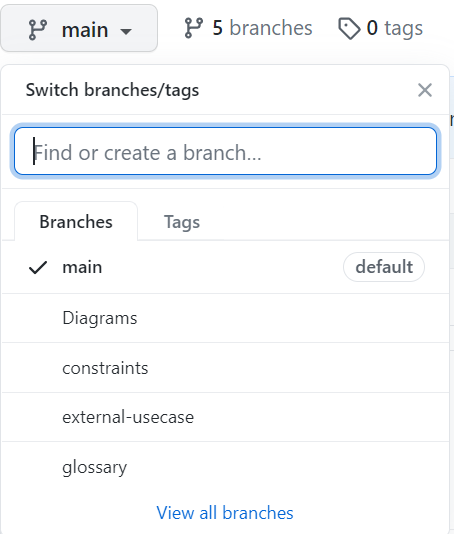 main 5 branches 0 tags
Switch branches/tags
Find or create a branch...
Branches Tags
main default
Diagrams
constraints
external-usecase
glossary
View all branches